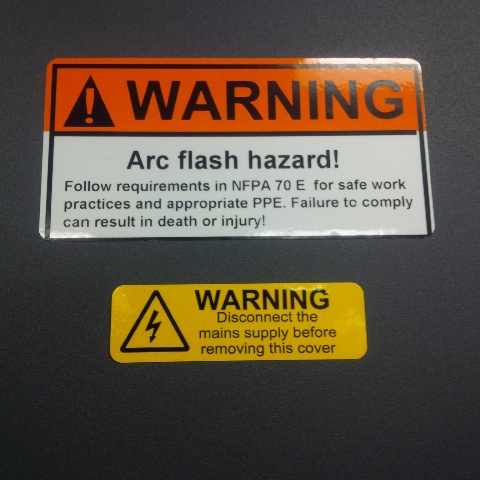 WARNING
Arc flash hazard!
Follow requirements in NFPA 70 E for safe work
practices and appropriate PPE. Failure to comply
can result in death or injury!
WARNING
Disconnect the
mains supply before
removing this cover